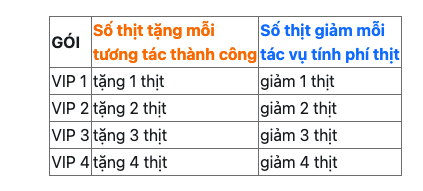 GÓI Số thịt tặng mỗi tương tác thành công Số thịt giảm mỗi tác vụ tính phí thịt
VIP 1 tặng 1 thịt giảm 1 thịt
VIP 2 tặng 2 thịt giảm 2 thịt
VIP 3 tặng 3 thịt giảm 3 thịt
VIP 4 tặng 4 thịt giảm 4 thịt